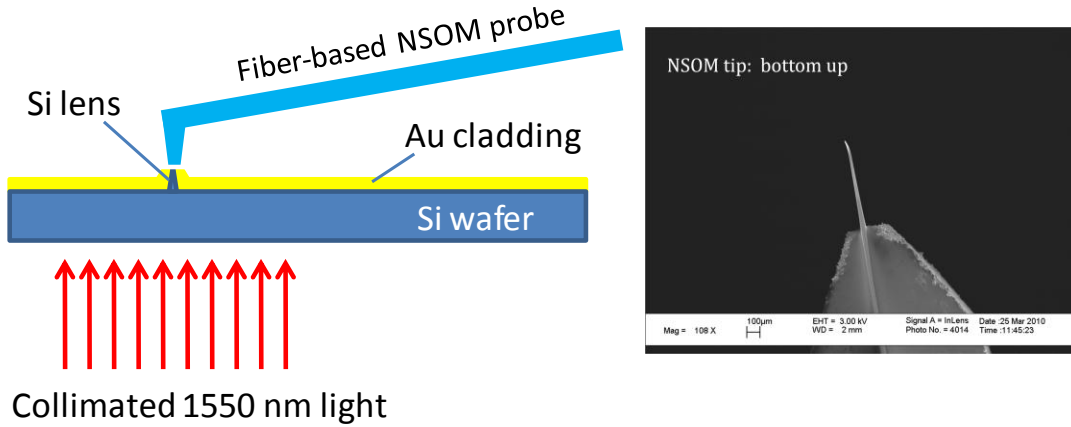 Fiber-based NSOM probe
Si lens
Au cladding
Si wafer
Collimated 1550 nm light
NSOM tip: bottom up
Mag = 108 X
100µm
EHT = 3.00 kV
WD = 2 mm
Signal A = InLens
Photo No. = 4014
Date :25 Mar 2010
Time :11:45:23